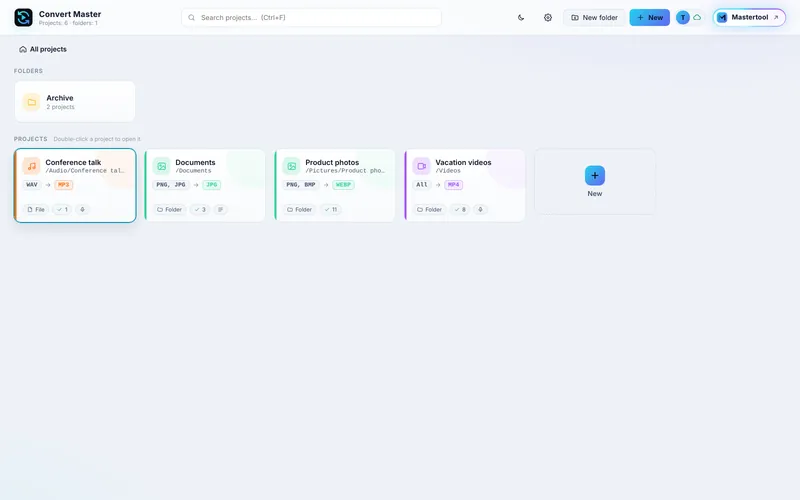 Convert Master
Projects: 6 · folders: 1
Search projects... (Ctrl+F)
New folder
New
T
Mastertool
All projects
FOLDERS
Archive
2 projects
PROJECTS Double-click a project to open it
Conference talk
/Audio/Conference tal…
WAV → MP3
File 1
Documents
/Documents
PNG, JPG → JPG
Folder 3
Product photos
/Pictures/Product pho…
PNG, BMP → WEBP
Folder 11
Vacation videos
/Videos
All → MP4
Folder 8
New